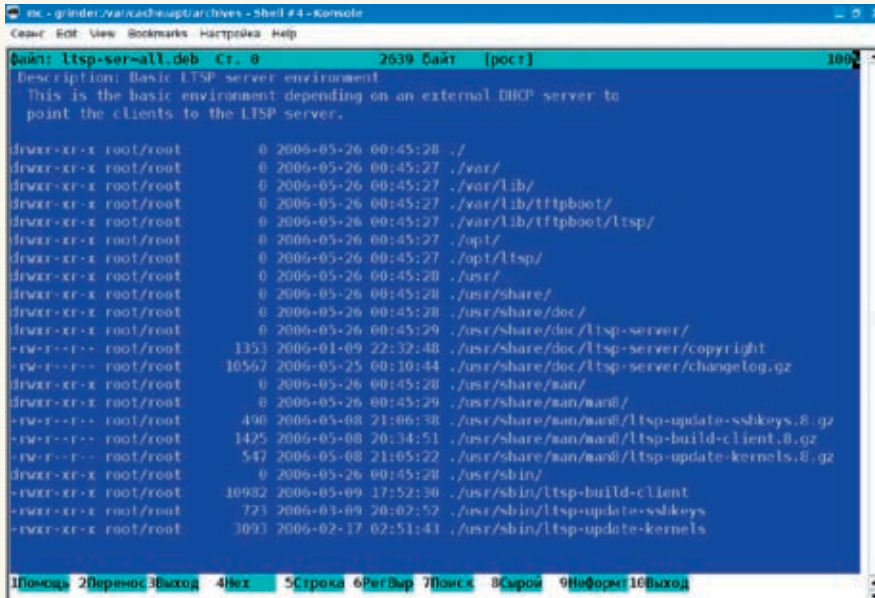 mc - grinder:/var/cache/apt/archives - Shell #4 - Konsole
Сеанс Edit View Bookmarks Настройка Help
Файл: ltsp-ser~all.deb Ст. 0 2639 байт [рост] 100%
Description: Basic LTSP server environment
This is the basic environment depending on an external DHCP server to
point the clients to the LTSP server.
drwxr-xr-x root/root 0 2006-05-26 00:45:28 ./
drwxr-xr-x root/root 0 2006-05-26 00:45:27 ./var/
drwxr-xr-x root/root 0 2006-05-26 00:45:27 ./var/lib/
drwxr-xr-x root/root 0 2006-05-26 00:45:27 ./var/lib/tftpboot/
drwxr-xr-x root/root 0 2006-05-26 00:45:27 ./var/lib/tftpboot/ltsp/
drwxr-xr-x root/root 0 2006-05-26 00:45:27 ./opt/
drwxr-xr-x root/root 0 2006-05-26 00:45:27 ./opt/ltsp/
drwxr-xr-x root/root 0 2006-05-26 00:45:28 ./usr/
drwxr-xr-x root/root 0 2006-05-26 00:45:28 ./usr/share/
drwxr-xr-x root/root 0 2006-05-26 00:45:28 ./usr/share/doc/
drwxr-xr-x root/root 0 2006-05-26 00:45:29 ./usr/share/doc/ltsp-server/
-rw-r--r-- root/root 1353 2006-01-09 22:32:48 ./usr/share/doc/ltsp-server/copyright
-rw-r--r-- root/root 10567 2006-05-25 00:10:44 ./usr/share/doc/ltsp-server/changelog.gz
drwxr-xr-x root/root 0 2006-05-26 00:45:28 ./usr/share/man/
drwxr-xr-x root/root 0 2006-05-26 00:45:29 ./usr/share/man/man8/
-rw-r--r-- root/root 490 2006-05-08 21:06:38 ./usr/share/man/man8/ltsp-update-sshkeys.8.gz
-rw-r--r-- root/root 1425 2006-05-08 20:34:51 ./usr/share/man/man8/ltsp-build-client.8.gz
-rw-r--r-- root/root 547 2006-05-08 21:05:22 ./usr/share/man/man8/ltsp-update-kernels.8.gz
drwxr-xr-x root/root 0 2006-05-26 00:45:28 ./usr/sbin/
-rwxr-xr-x root/root 10982 2006-05-09 17:52:30 ./usr/sbin/ltsp-build-client
-rwxr-xr-x root/root 723 2006-03-09 20:02:52 ./usr/sbin/ltsp-update-sshkeys
-rwxr-xr-x root/root 3093 2006-02-17 02:51:43 ./usr/sbin/ltsp-update-kernels
1Помощь 2Перенос 3Выход 4Hex 5Строка 6РегВыр 7Поиск 8Сырой 9Неформт 10Выход